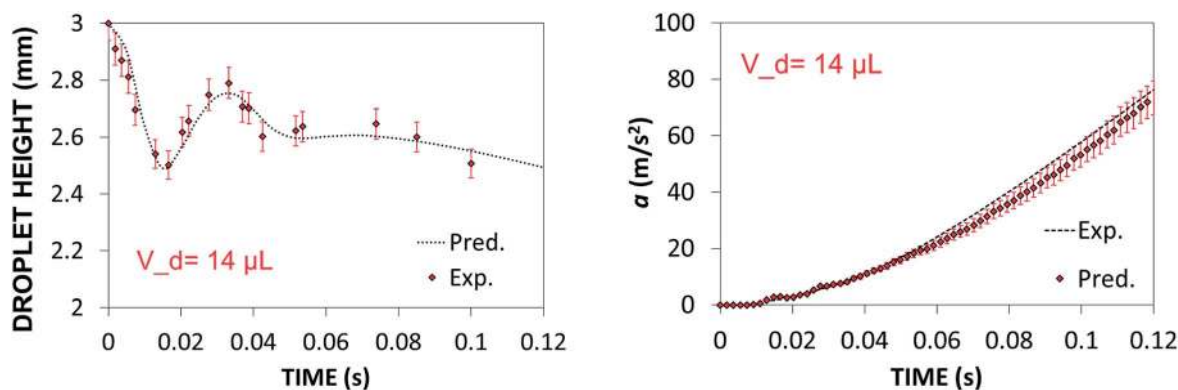 DROPLET HEIGHT (mm)
3
2.8
2.6
2.4
2.2
2
V_d= 14 µL
Pred.
Exp.
0
0.02
0.04
0.06
0.08
0.1
0.12
TIME (s)
a (m/s²)
100
80
60
40
20
0
V_d= 14 µL
Exp.
Pred.
0
0.02
0.04
0.06
0.08
0.1
0.12
TIME (s)